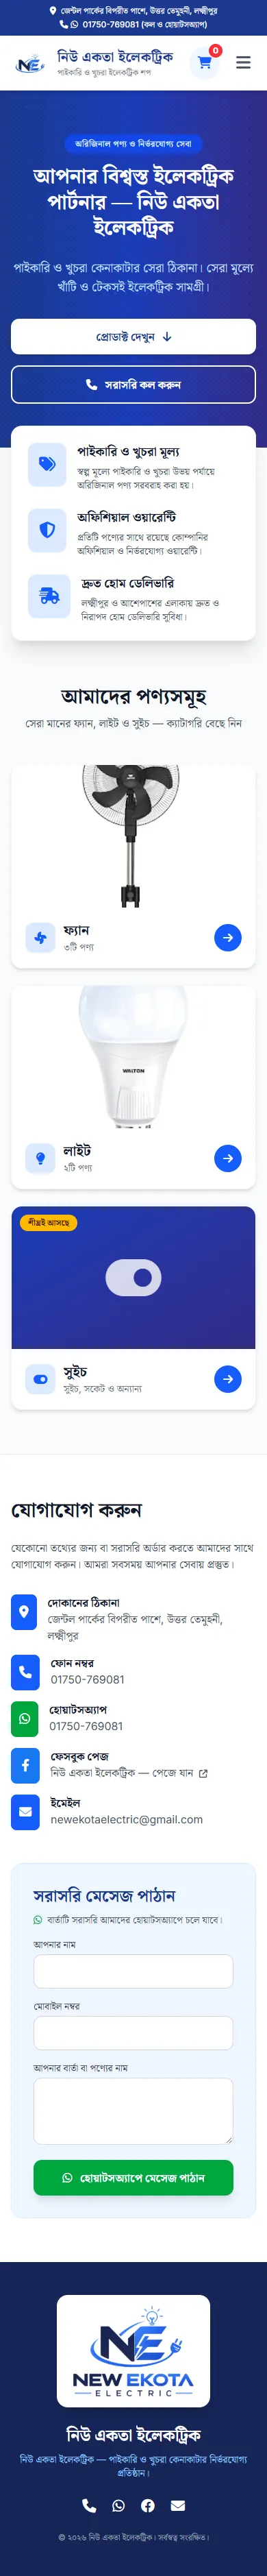 জেন্টল পার্কের বিপরীত পাশে, উত্তর তেমুহনী, লক্ষ্মীপুর
01750-769081 (কল ও হোয়াটসঅ্যাপ)
নিউ একতা ইলেকট্রিক
পাইকারি ও খুচরা ইলেকট্রিক শপ
0
অরিজিনাল পণ্য ও নির্ভরযোগ্য সেবা
আপনার বিশ্বস্ত ইলেকট্রিক
পার্টনার — নিউ একতা
ইলেকট্রিক
পাইকারি ও খুচরা কেনাকাটার সেরা ঠিকানা। সেরা মূল্যে
খাঁটি ও টেকসই ইলেকট্রিক সামগ্রী।
প্রোডাক্ট দেখুন
সরাসরি কল করুন
পাইকারি ও খুচরা মূল্য
স্বল্প মূল্যে পাইকারি ও খুচরা উভয় পর্যায়ে
অরিজিনাল পণ্য সরবরাহ করা হয়।
অফিশিয়াল ওয়ারেন্টি
প্রতিটি পণ্যের সাথে রয়েছে কোম্পানির
অফিশিয়াল ও নির্ভরযোগ্য ওয়ারেন্টি।
দ্রুত হোম ডেলিভারি
লক্ষ্মীপুর ও আশেপাশের এলাকায় দ্রুত ও
নিরাপদ হোম ডেলিভারি সুবিধা।
আমাদের পণ্যসমূহ
সেরা মানের ফ্যান, লাইট ও সুইচ — ক্যাটাগরি বেছে নিন
ফ্যান
৩টি পণ্য
WALTON
লাইট
২টি পণ্য
শীঘ্রই আসছে
সুইচ
সুইচ, সকেট ও অন্যান্য
যোগাযোগ করুন
যেকোনো তথ্যের জন্য বা সরাসরি অর্ডার করতে আমাদের সাথে
যোগাযোগ করুন। আমরা সবসময় আপনার সেবায় প্রস্তুত।
দোকানের ঠিকানা
জেন্টল পার্কের বিপরীত পাশে, উত্তর তেমুহনী,
লক্ষ্মীপুর
ফোন নম্বর
01750-769081
হোয়াটসঅ্যাপ
01750-769081
ফেসবুক পেজ
নিউ একতা ইলেকট্রিক — পেজে যান
ইমেইল
newekotaelectric@gmail.com
সরাসরি মেসেজ পাঠান
বার্তাটি সরাসরি আমাদের হোয়াটসঅ্যাপে চলে যাবে।
আপনার নাম
মোবাইল নম্বর
আপনার বার্তা বা পণ্যের নাম
হোয়াটসঅ্যাপে মেসেজ পাঠান
NE
NEW EKOTA
ELECTRIC
নিউ একতা ইলেকট্রিক
নিউ একতা ইলেকট্রিক — পাইকারি ও খুচরা কেনাকাটার নির্ভরযোগ্য
প্রতিষ্ঠান।
© ২০২৬ নিউ একতা ইলেকট্রিক। সর্বস্বত্ব সংরক্ষিত।